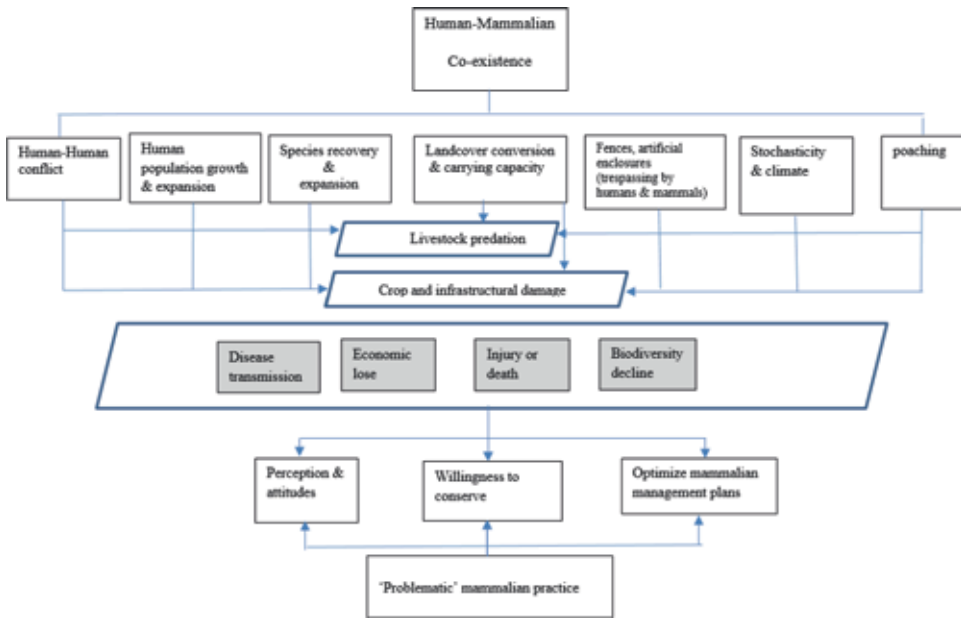 Human-Mammalian
Co-existence
Human-Human
conflict
Human
population growth
& expansion
Species recovery
&
expansion
Landcover conversion
& carrying capacity
Fences, artificial
enclosures
(trespassing by
humans & mammals)
Stochasticity
& climate
poaching
Livestock predation
Crop and infrastructural damage
Disease
transmission
Economic
lose
Injury or
death
Biodiversity
decline
Perception &
attitudes
Willingness to
conserve
Optimize mammalian
management plans
'Problematic' mammalian practice